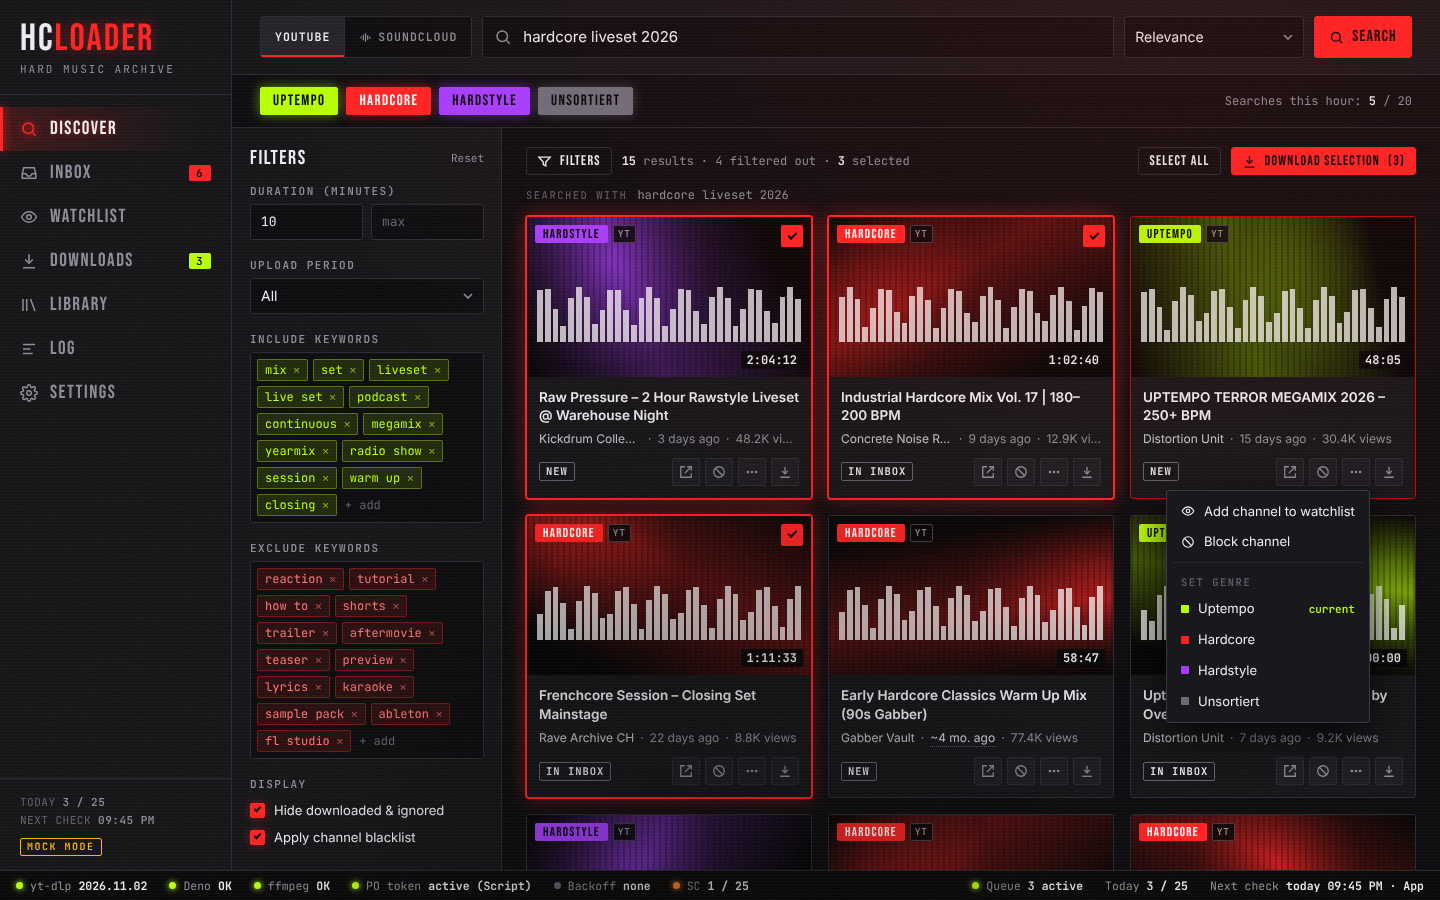 HCLOADER
HARD MUSIC ARCHIVE
DISCOVER
INBOX 6
WATCHLIST
DOWNLOADS 3
LIBRARY
LOG
SETTINGS
TODAY 3 / 25
NEXT CHECK 09:45 PM
MOCK MODE
YOUTUBE SOUNDCLOUD hardcore liveset 2026 Relevance SEARCH
UPTEMPO HARDCORE HARDSTYLE UNSORTIERT Searches this hour: 5 / 20
FILTERS Reset
DURATION (MINUTES)
10 max
UPLOAD PERIOD
All
INCLUDE KEYWORDS
mix × set × liveset ×
live set × podcast ×
continuous × megamix ×
yearmix × radio show ×
session × warm up ×
closing × + add
EXCLUDE KEYWORDS
reaction × tutorial ×
how to × shorts ×
trailer × aftermovie ×
teaser × preview ×
lyrics × karaoke ×
sample pack × ableton ×
fl studio × + add
DISPLAY
Hide downloaded & ignored
Apply channel blacklist
FILTERS 15 results · 4 filtered out · 3 selected SELECT ALL DOWNLOAD SELECTION (3)
SEARCHED WITH hardcore liveset 2026
HARDSTYLE YT
2:04:12
Raw Pressure – 2 Hour Rawstyle Liveset
@ Warehouse Night
Kickdrum Colle... · 3 days ago · 48.2K vi...
NEW
HARDCORE YT
1:02:40
Industrial Hardcore Mix Vol. 17 | 180–
200 BPM
Concrete Noise R... · 9 days ago · 12.9K vi...
IN INBOX
UPTEMPO YT
48:05
UPTEMPO TERROR MEGAMIX 2026 –
250+ BPM
Distortion Unit · 15 days ago · 30.4K views
NEW
Add channel to watchlist
Block channel
SET GENRE
Uptempo current
Hardcore
Hardstyle
Unsortiert
HARDCORE YT
1:11:33
Frenchcore Session – Closing Set
Mainstage
Rave Archive CH · 22 days ago · 8.8K views
IN INBOX
HARDCORE YT
58:47
Early Hardcore Classics Warm Up Mix
(90s Gabber)
Gabber Vault · ~4 mo. ago · 77.4K views
NEW
UPT
00:00
Upt by
Ove
Distortion Unit · 7 days ago · 9.2K views
IN INBOX
HARDSTYLE YT
HARDCORE YT
HARDCORE YT
yt-dlp 2026.11.02 Deno OK ffmpeg OK PO token active (Script) Backoff none SC 1 / 25 Queue 3 active Today 3 / 25 Next check today 09:45 PM · App